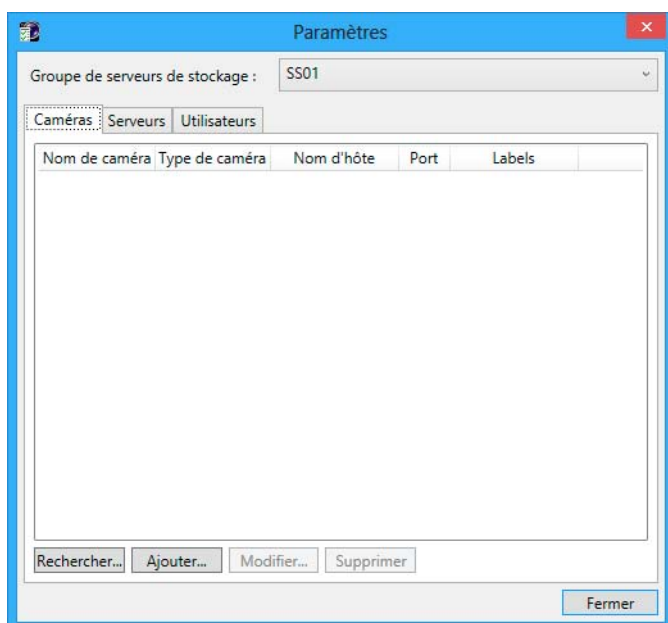 Paramètres
Groupe de serveurs de stockage : SS01
Caméras Serveurs Utilisateurs
Nom de caméra Type de caméra Nom d'hôte Port Labels
Rechercher... Ajouter... Modifier... Supprimer
Fermer